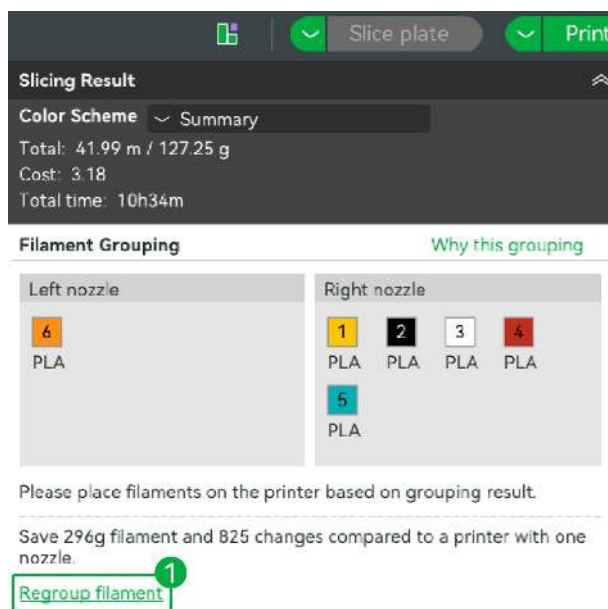 Slice plate Print
Slicing Result
Color Scheme Summary
Total: 41.99 m / 127.25 g
Cost: 3.18
Total time: 10h34m
Filament Grouping Why this grouping
Left nozzle Right nozzle
6 1 2 3 4
PLA PLA PLA PLA PLA
5
PLA
Please place filaments on the printer based on grouping result.
Save 296g filament and 825 changes compared to a printer with one
nozzle.
1
Regroup filament